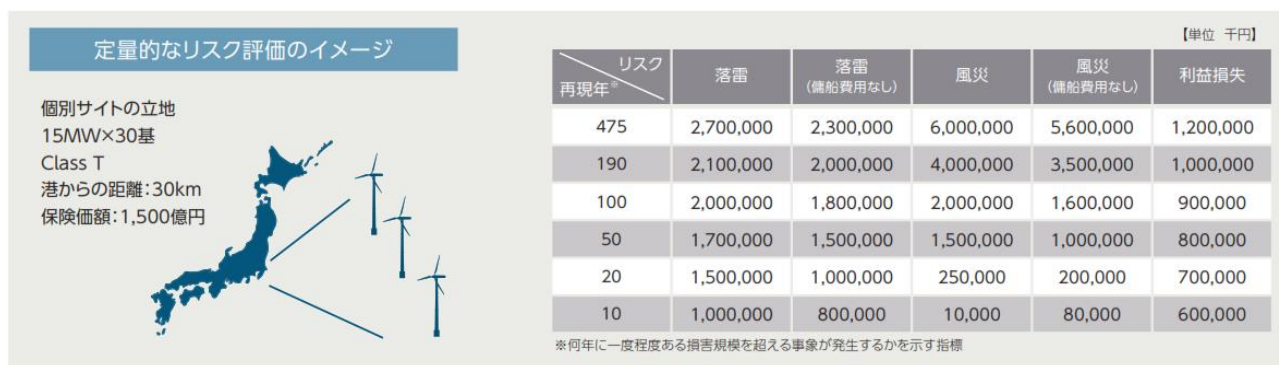 定量的なリスク評価のイメージ
個別サイトの立地
15MW×30基
Class T
港からの距離：30km
保険価額：1,500億円
【単位 千円】
リスク
再現年※
落雷
落雷
（傭船費用なし）
風災
風災
（傭船費用なし）
利益損失
475 2,700,000 2,300,000 6,000,000 5,600,000 1,200,000
190 2,100,000 2,000,000 4,000,000 3,500,000 1,000,000
100 2,000,000 1,800,000 2,000,000 1,600,000 900,000
50 1,700,000 1,500,000 1,500,000 1,000,000 800,000
20 1,500,000 1,000,000 250,000 200,000 700,000
10 1,000,000 800,000 10,000 80,000 600,000
※何年に一度程度ある損害規模を超える事象が発生するかを示す指標